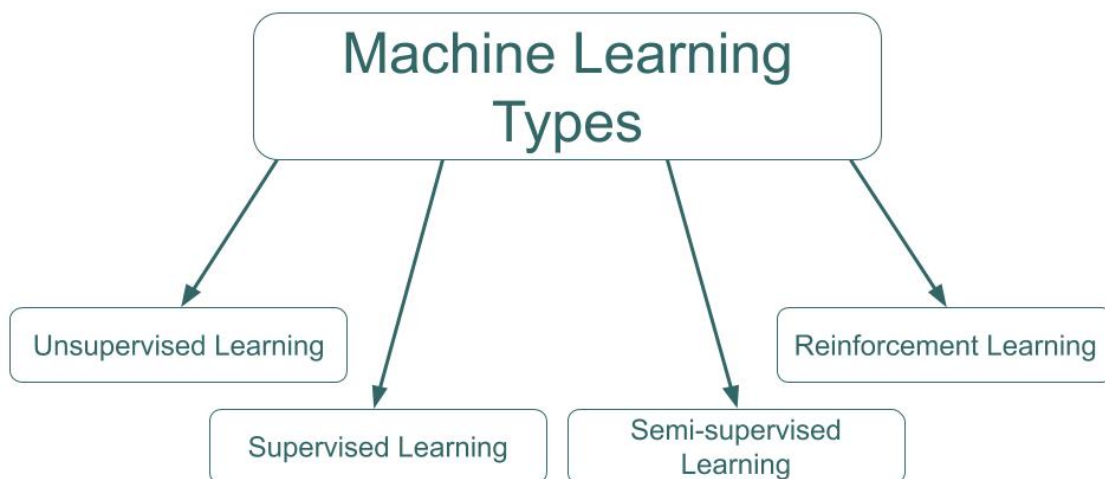 Machine Learning
Types
Unsupervised Learning
Reinforcement Learning
Supervised Learning
Semi-supervised
Learning